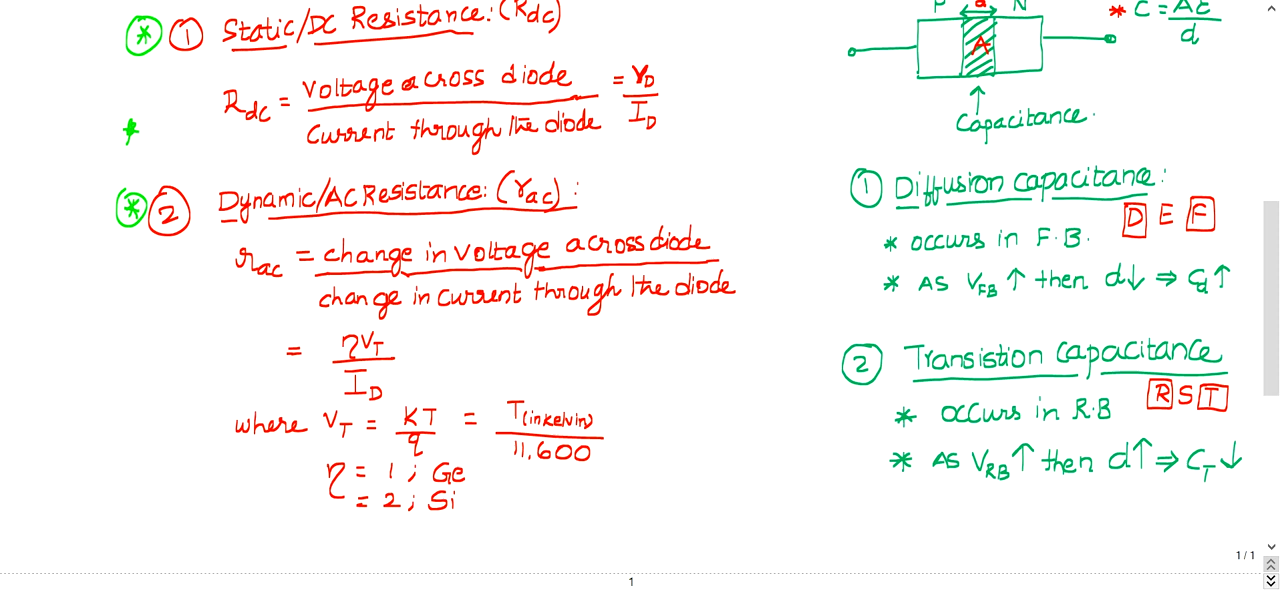 * 1 Static/DC Resistance: (Rdc)
Rdc = Voltage across diode / Current through the diode = VD / ID
*
* 2 Dynamic/AC Resistance: (rac) :
rac = change in voltage across diode / change in current through the diode
= ηVT / ID
where VT = KT / q = T(in kelvin) / 11,600
η = 1 ; Ge
= 2 ; Si
P d N
A
* C = Aε / d
↑
Capacitance.
1 Diffusion capacitance:
D E F
* occurs in F.B.
* AS VFB ↑ then d↓ ⇒ Cd↑
2 Transistion capacitance
R S T
* occurs in R.B
* AS VRB ↑ then d↑ ⇒ CT ↓
1 / 1
1